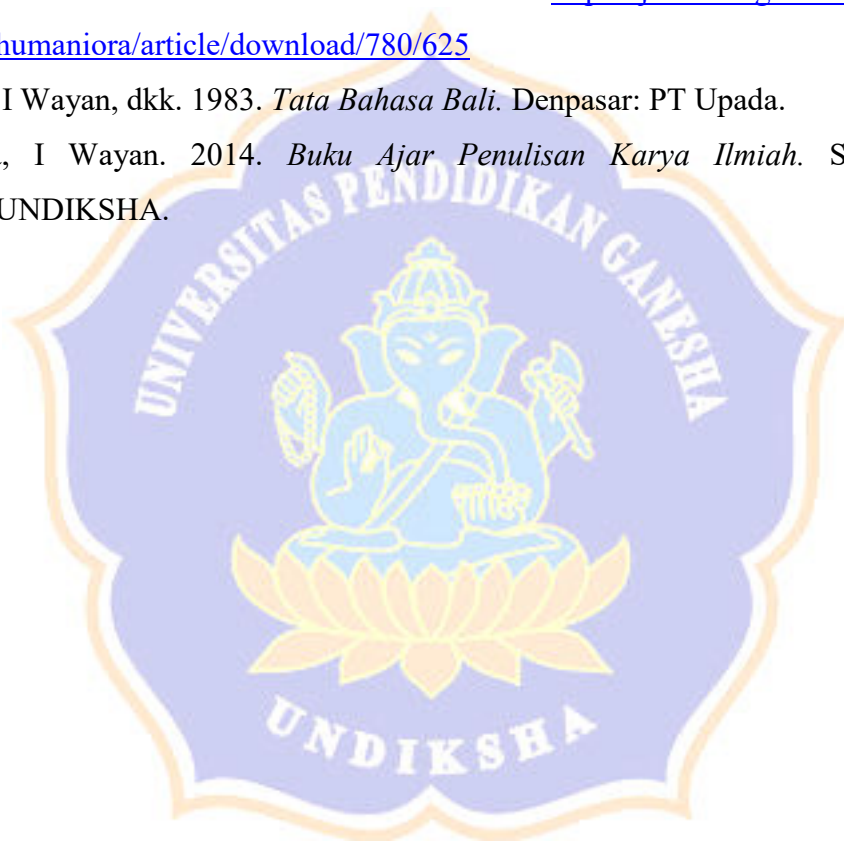 humaniora/article/download/780/625
I Wayan, dkk. 1983. Tata Bahasa Bali. Denpasar: PT Upada.
I Wayan. 2014. Buku Ajar Penulisan Karya Ilmiah.
UNDIKSHA.
UNIVERSITAS PENDIDIKAN GANESHA
UNDIKSHA